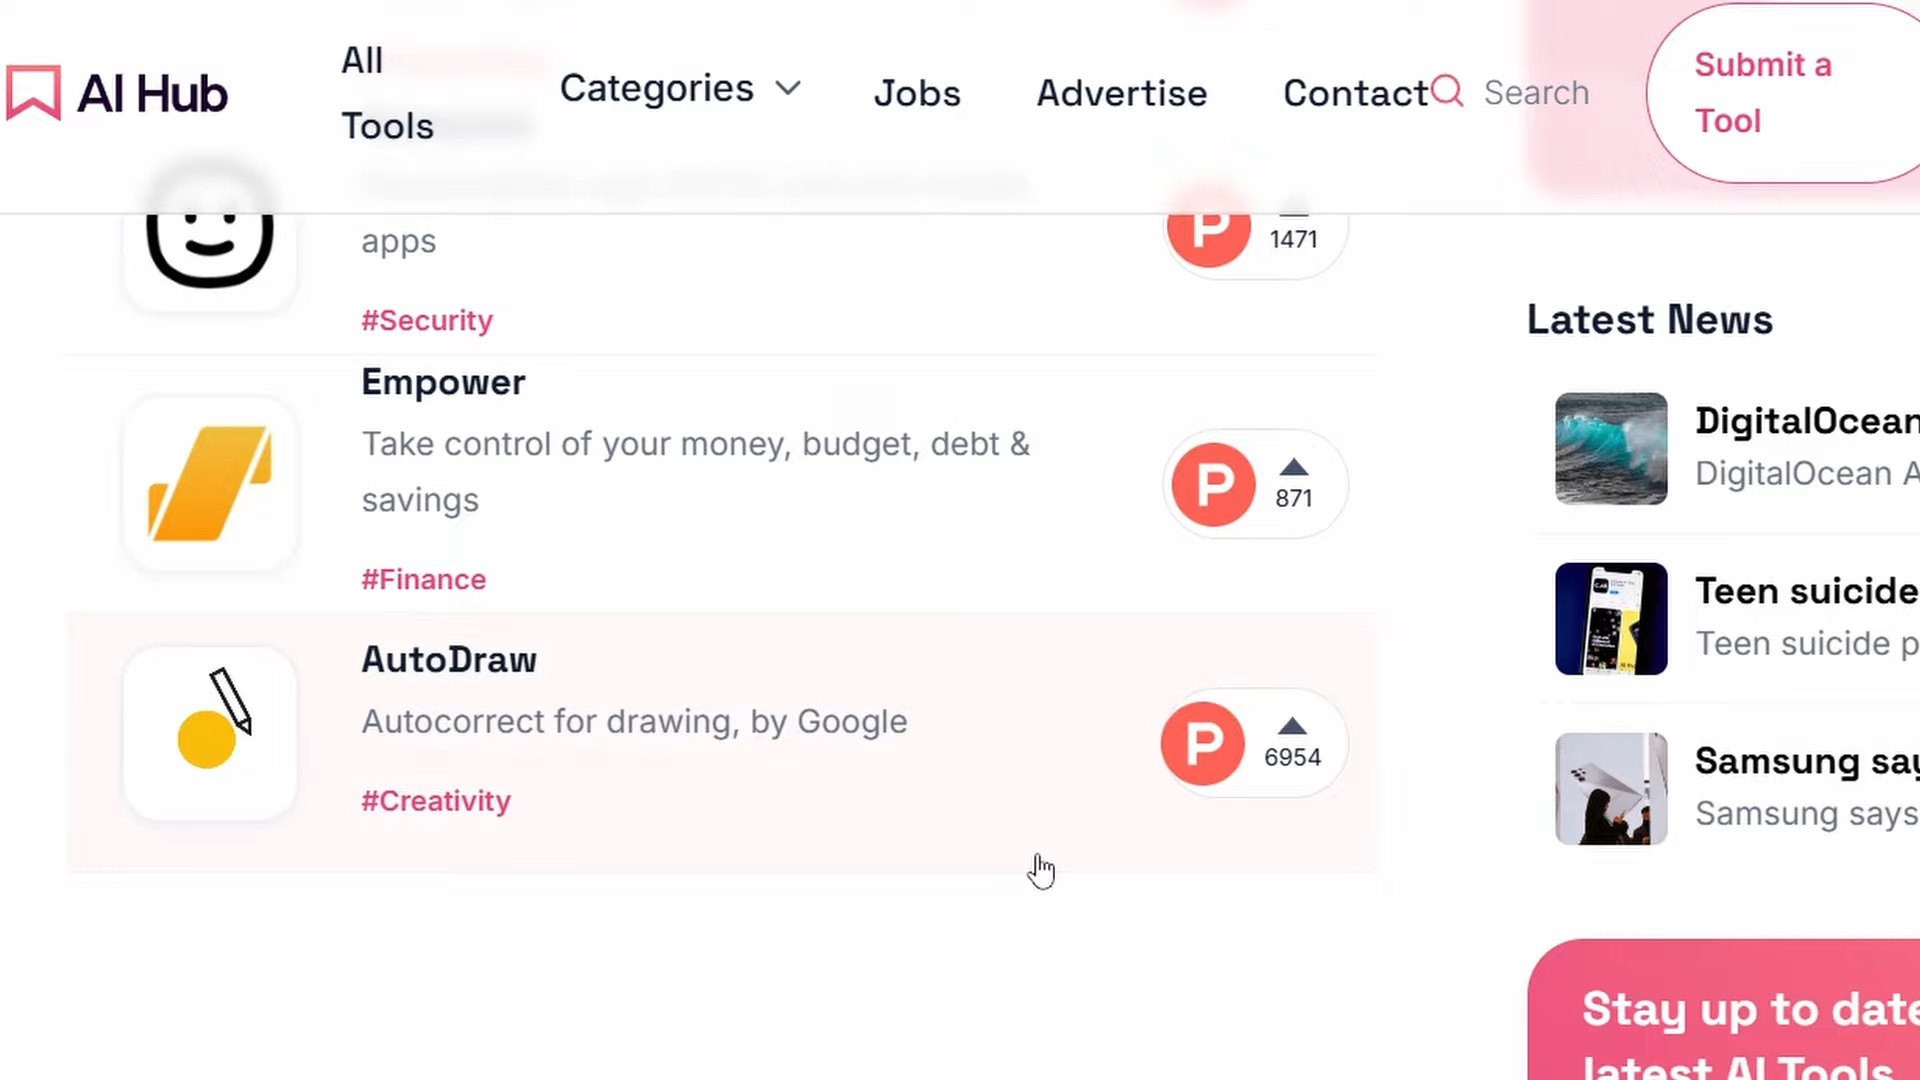 AI Hub
All
Tools
Categories
Jobs
Advertise
Contact
Search
Submit a
Tool
apps
#Security
P
1471
Empower
Take control of your money, budget, debt &
savings
#Finance
P
871
AutoDraw
Autocorrect for drawing, by Google
#Creativity
P
6954
Latest News
DigitalOcean
DigitalOcean A
Teen suicide
Teen suicide p
Samsung say
Samsung says
Stay up to date
latest AI Tools